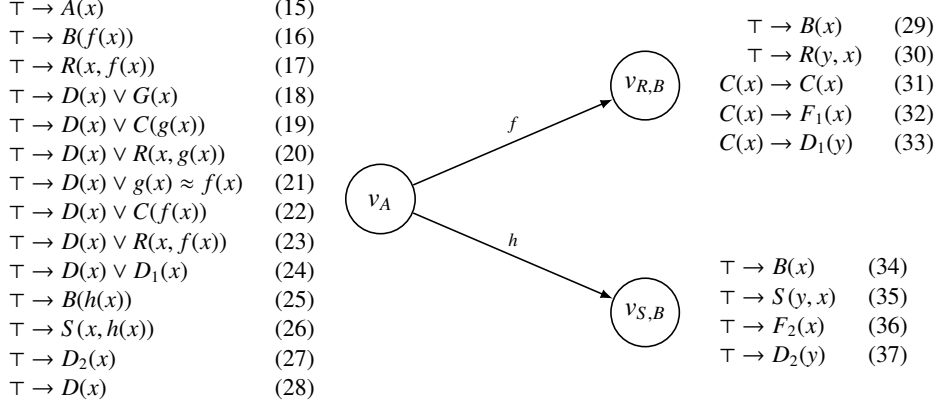 ⊤ → A(x) (15)
⊤ → B(f(x)) (16)
⊤ → R(x, f(x)) (17)
⊤ → D(x) ∨ G(x) (18)
⊤ → D(x) ∨ C(g(x)) (19)
⊤ → D(x) ∨ R(x, g(x)) (20)
⊤ → D(x) ∨ g(x) ≈ f(x) (21)
⊤ → D(x) ∨ C(f(x)) (22)
⊤ → D(x) ∨ R(x, f(x)) (23)
⊤ → D(x) ∨ D₁(x) (24)
⊤ → B(h(x)) (25)
⊤ → S(x, h(x)) (26)
⊤ → D₂(x) (27)
⊤ → D(x) (28)
v_A
f
h
v_{R,B}
v_{S,B}
⊤ → B(x) (29)
⊤ → R(y, x) (30)
C(x) → C(x) (31)
C(x) → F₁(x) (32)
C(x) → D₁(y) (33)
⊤ → B(x) (34)
⊤ → S(y, x) (35)
⊤ → F₂(x) (36)
⊤ → D₂(y) (37)